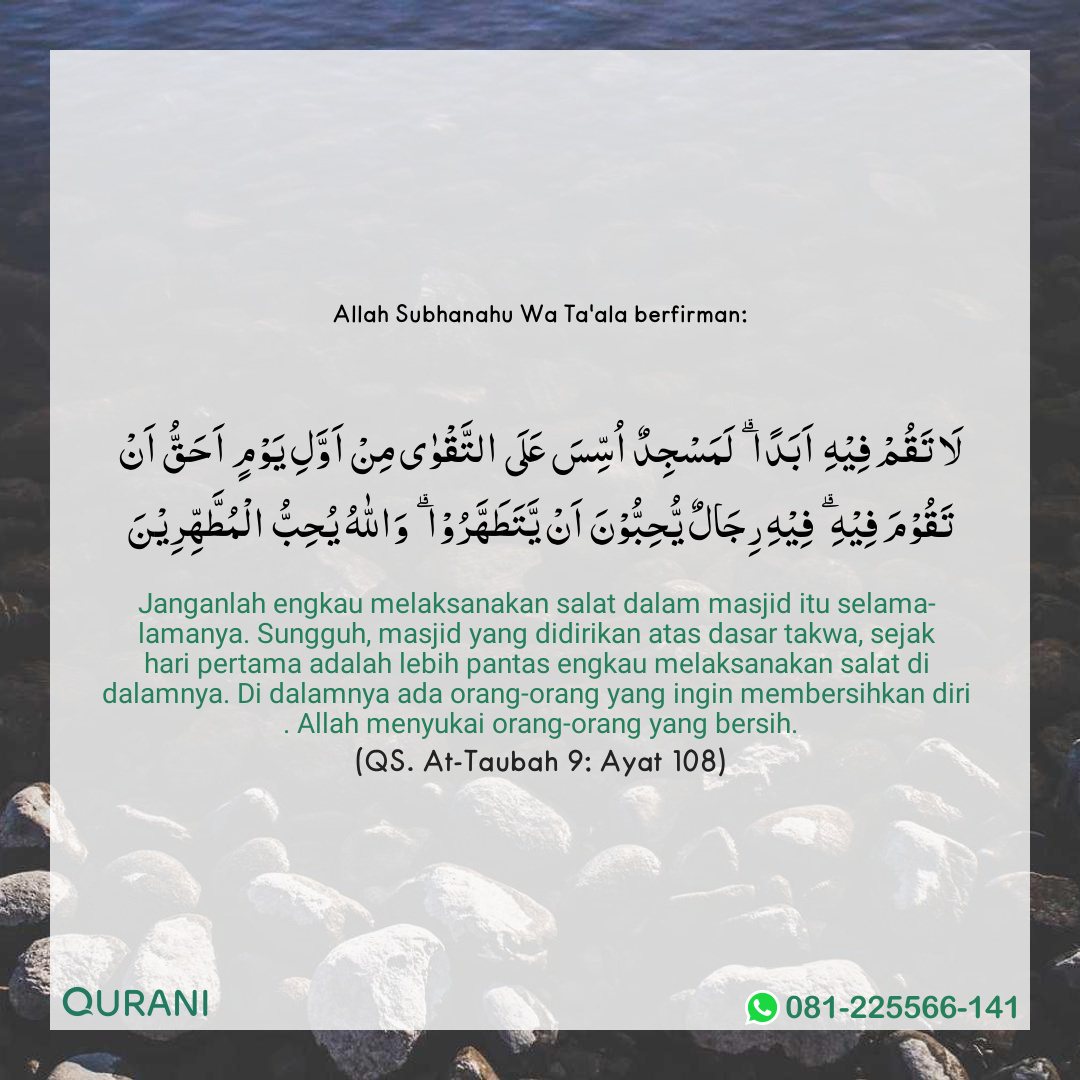 Allah Subhanahu Wa Ta'ala berfirman:
لَا تَقُمْ فِيْهِ اَبَدًاۗ لَمَسْجِدٌ اُسِّسَ عَلَى التَّقْوٰى مِنْ اَوَّلِ يَوْمٍ اَحَقُّ اَنْ
تَقُوْمَ فِيْهِۗ فِيْهِ رِجَالٌ يُّحِبُّوْنَ اَنْ يَّتَطَهَّرُوْاۗ وَاللّٰهُ يُحِبُّ الْمُطَّهِّرِيْنَ
Janganlah engkau melaksanakan salat dalam masjid itu selama-
lamanya. Sungguh, masjid yang didirikan atas dasar takwa, sejak
hari pertama adalah lebih pantas engkau melaksanakan salat di
dalamnya. Di dalamnya ada orang-orang yang ingin membersihkan diri
. Allah menyukai orang-orang yang bersih.
(QS. At-Taubah 9: Ayat 108)
QURANI
081-225566-141